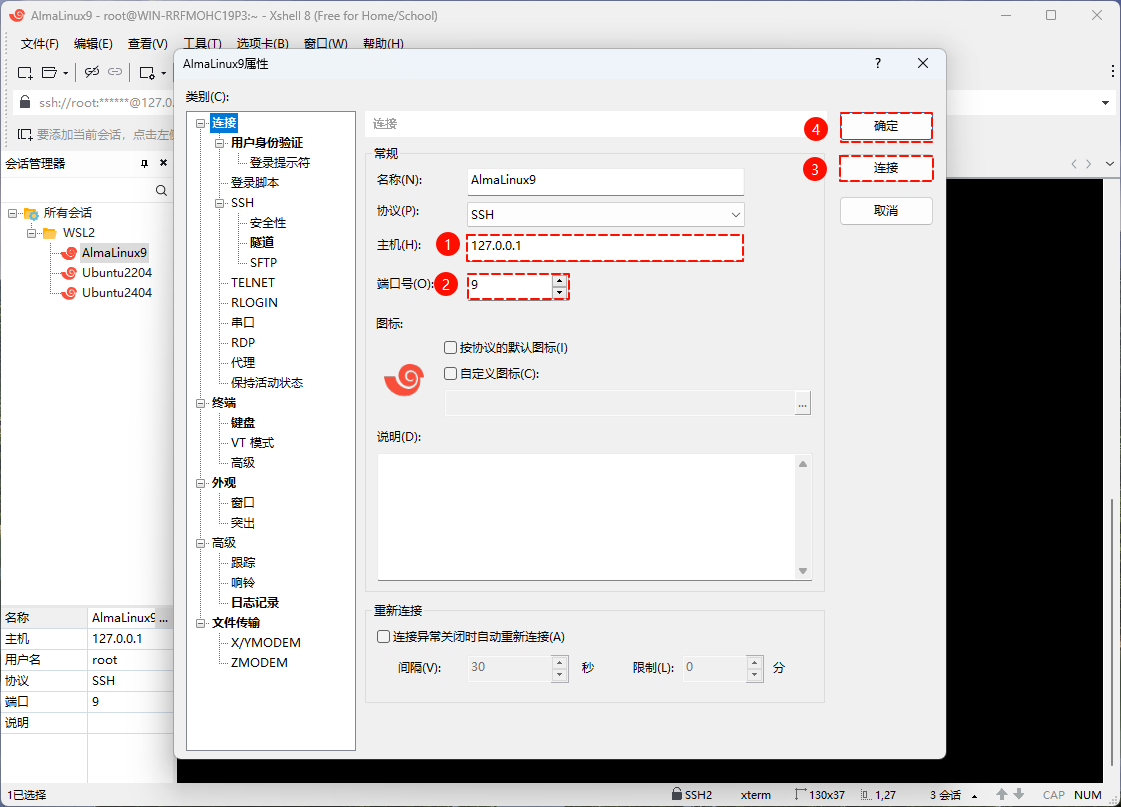 AlmaLinux9 - root@WIN-RRFMOHC19P3:~ - Xshell 8 (Free for Home/School)
文件(F) 编辑(E) 查看(V) 工具(T) 选项卡(B) 窗口(W) 帮助(H)
ssh://root:******@127.0.
要添加当前会话，点击左侧
会话管理器
所有会话
WSL2
AlmaLinux9
Ubuntu2204
Ubuntu2404
名称 AlmaLinux9 ...
主机 127.0.0.1
用户名 root
协议 SSH
端口 9
说明
AlmaLinux9属性 ?
类别(C):
连接
用户身份验证
登录提示符
登录脚本
SSH
安全性
隧道
SFTP
TELNET
RLOGIN
串口
RDP
代理
保持活动状态
终端
键盘
VT 模式
高级
外观
窗口
突出
高级
跟踪
响铃
日志记录
文件传输
X/YMODEM
ZMODEM
连接
常规
名称(N): AlmaLinux9
协议(P): SSH
主机(H): 1 127.0.0.1
端口号(O): 2 9
图标:
按协议的默认图标(I)
自定义图标(C):
...
说明(D):
重新连接
连接异常关闭时自动重新连接(A)
间隔(V): 30 秒 限制(L): 0 分
4 确定
3 连接
取消
1已选择 SSH2 xterm 130x37 1,27 3 会话 CAP NUM